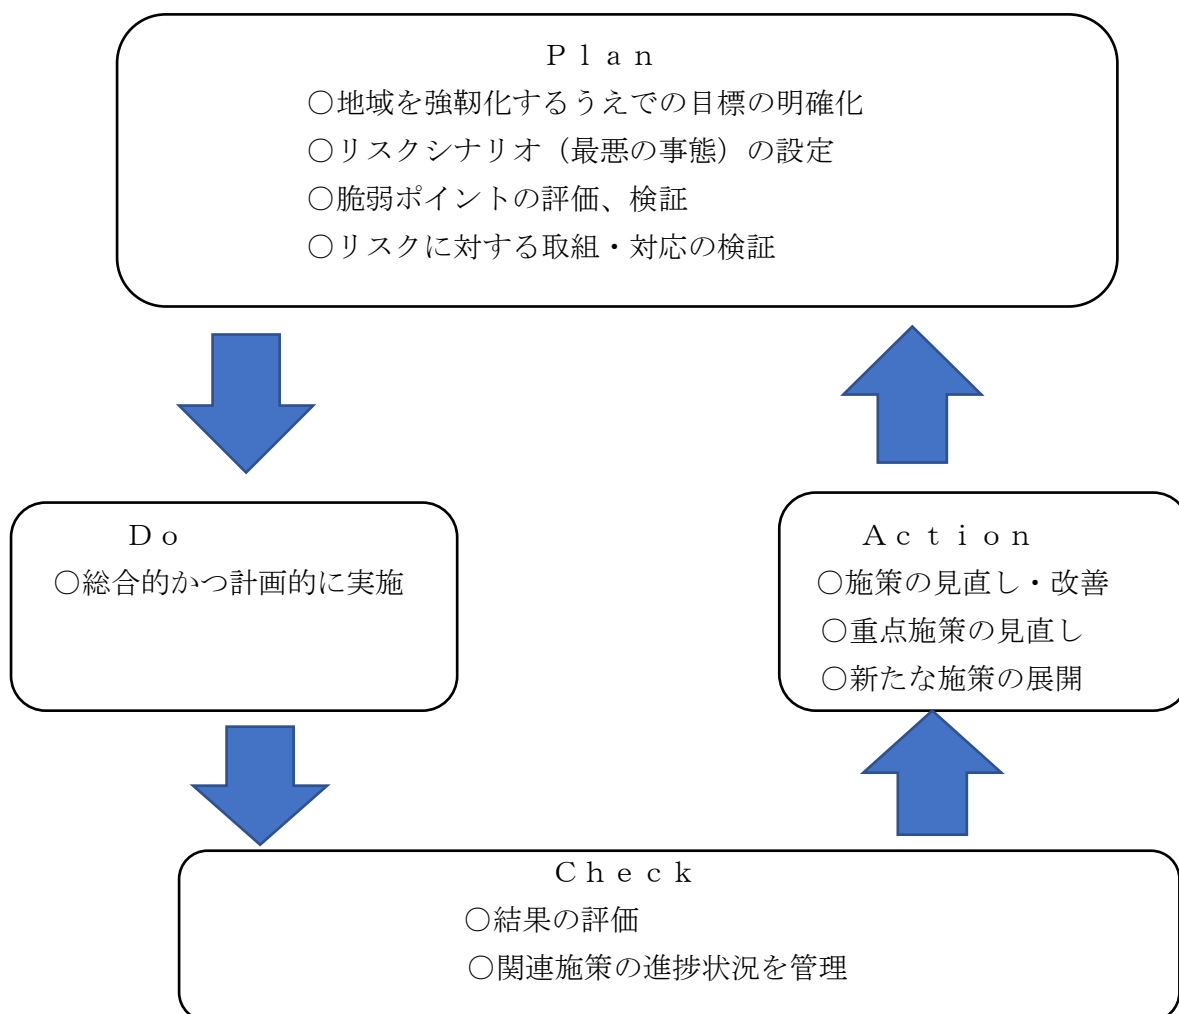 Ｐｌａｎ
○地域を強靭化するうえでの目標の明確化
○リスクシナリオ（最悪の事態）の設定
○脆弱ポイントの評価、検証
○リスクに対する取組・対応の検証
Ｄｏ
○総合的かつ計画的に実施
Ａｃｔｉｏｎ
○施策の見直し・改善
○重点施策の見直し
○新たな施策の展開
Ｃｈｅｃｋ
○結果の評価
○関連施策の進捗状況を管理